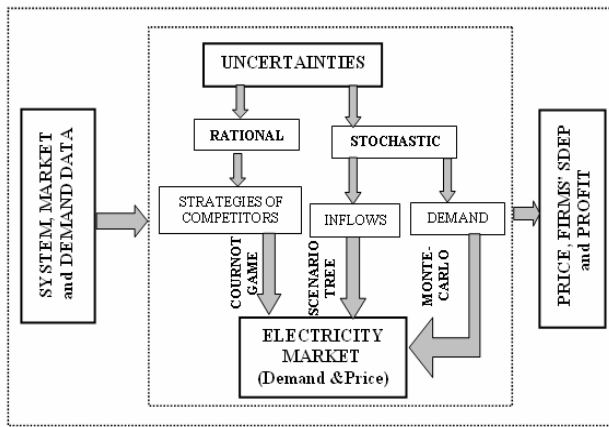 UNCERTAINTIES
RATIONAL
STOCHASTIC
STRATEGIES OF
COMPETITORS
INFLOWS
DEMAND
SYSTEM, MARKET
and DEMAND DATA
COURNOT
GAME
SCENARIO
TREE
MONTE-
CARLO
ELECTRICITY
MARKET
(Demand &Price)
PRICE, FIRMS' SDEP
and PROFIT